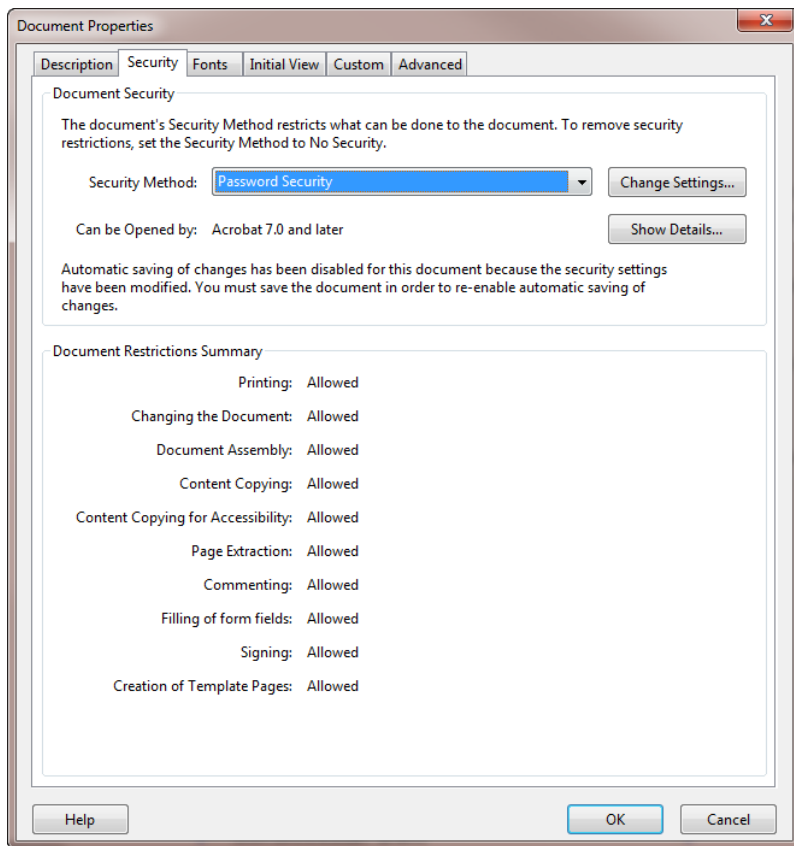 Document Properties
Description Security Fonts Initial View Custom Advanced
Document Security
The document's Security Method restricts what can be done to the document. To remove security
restrictions, set the Security Method to No Security.
Security Method: Password Security Change Settings...
Can be Opened by: Acrobat 7.0 and later Show Details...
Automatic saving of changes has been disabled for this document because the security settings
have been modified. You must save the document in order to re-enable automatic saving of
changes.
Document Restrictions Summary
Printing: Allowed
Changing the Document: Allowed
Document Assembly: Allowed
Content Copying: Allowed
Content Copying for Accessibility: Allowed
Page Extraction: Allowed
Commenting: Allowed
Filling of form fields: Allowed
Signing: Allowed
Creation of Template Pages: Allowed
Help OK Cancel